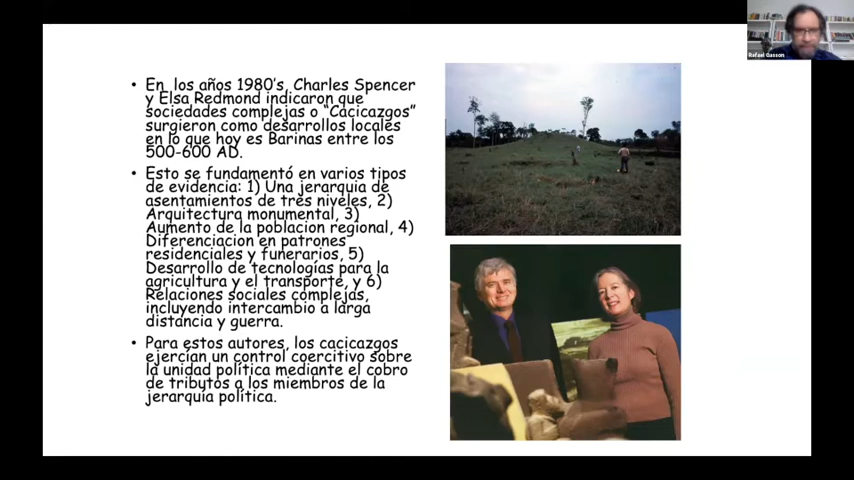 • En los años 1980's, Charles Spencer
y Elsa Redmond indicaron que
sociedades complejas o "Cacicazgos"
surgieron como desarrollos locales
en lo que hoy es Barinas entre los
500-600 AD.
• Esto se fundamentó en varios tipos
de evidencia: 1) Una jerarquia de
asentamientos de tres niveles, 2)
Arquitectura monumental, 3)
Aumento de la poblacion regional, 4)
Diferenciacion en patrones
residenciales y funerarios, 5)
Desarrollo de tecnologías para la
agricultura y el transporte, y 6)
Relaciones sociales complejas,
incluyendo intercambio a larga
distancia y guerra.
• Para estos autores, los cacicazgos
ejercían un control coercitivo sobre
la unidad política mediante el cobro
de tributos a los miembros de la
jerarquía política.
Rafael Gasson